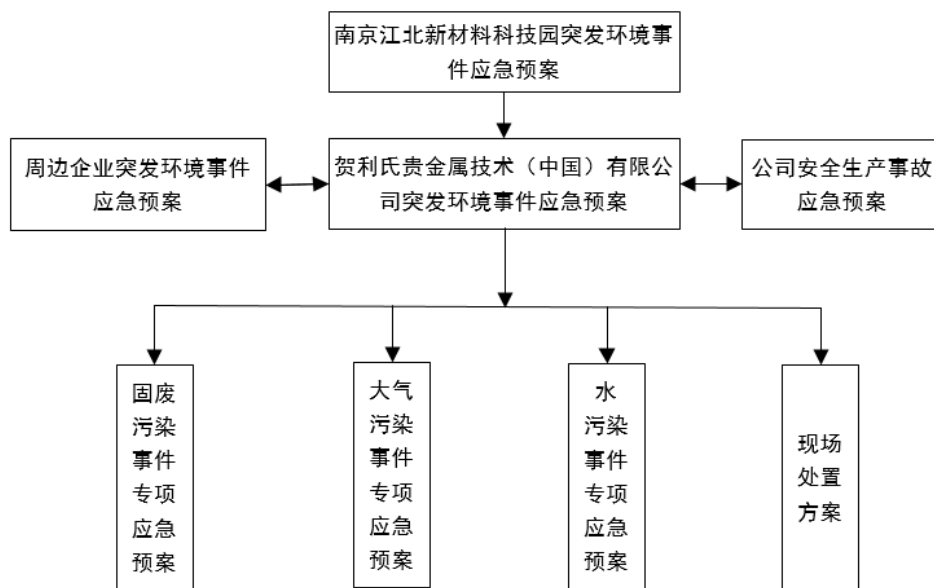 南京江北新材料科技园突发环境事
件应急预案
周边企业突发环境事件
应急预案
贺利氏贵金属技术（中国）有限公
司突发环境事件应急预案
公司安全生产事故
应急预案
固废
污染
事件
专项
应急
预案
大气
污染
事件
专项
应急
预案
水
污染
事件
专项
应急
预案
现场
处置
方案